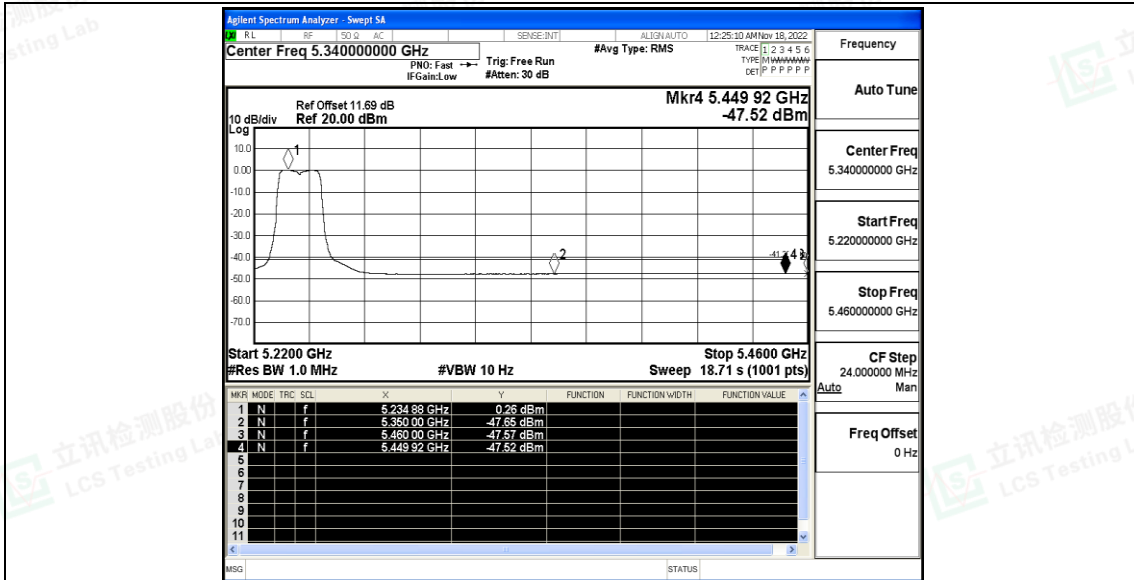 Agilent Spectrum Analyzer - Swept SA
RL RF 50 Ω AC SENSE:INT ALIGN AUTO 12:25:10 AM Nov 18, 2022
Center Freq 5.340000000 GHz
#Avg Type: RMS
TRACE 1 2 3 4 5 6
TYPE M
DET P P P P P P
PNO: Fast
IFGain:Low
Trig: Free Run
#Atten: 30 dB
Mkr4 5.449 92 GHz
-47.52 dBm
Ref Offset 11.69 dB
10 dB/div Ref 20.00 dBm
Log
10.0
0.00
-10.0
-20.0
-30.0
-40.0
-50.0
-60.0
-70.0
1
2
4
Start 5.2200 GHz Stop 5.4600 GHz
#Res BW 1.0 MHz #VBW 10 Hz Sweep 18.71 s (1001 pts)
MKR MODE TRC SCL X Y FUNCTION FUNCTION WIDTH FUNCTION VALUE
1 N f 5.234 88 GHz 0.26 dBm
2 N f 5.350 00 GHz -47.65 dBm
3 N f 5.460 00 GHz -47.57 dBm
4 N f 5.449 92 GHz -47.52 dBm
5
6
7
8
9
10
11
MSG STATUS
Frequency
Auto Tune
Center Freq
5.340000000 GHz
Start Freq
5.220000000 GHz
Stop Freq
5.460000000 GHz
CF Step
24.000000 MHz
Auto Man
Freq Offset
0 Hz
立讯检测股份
LCS Testing Lab